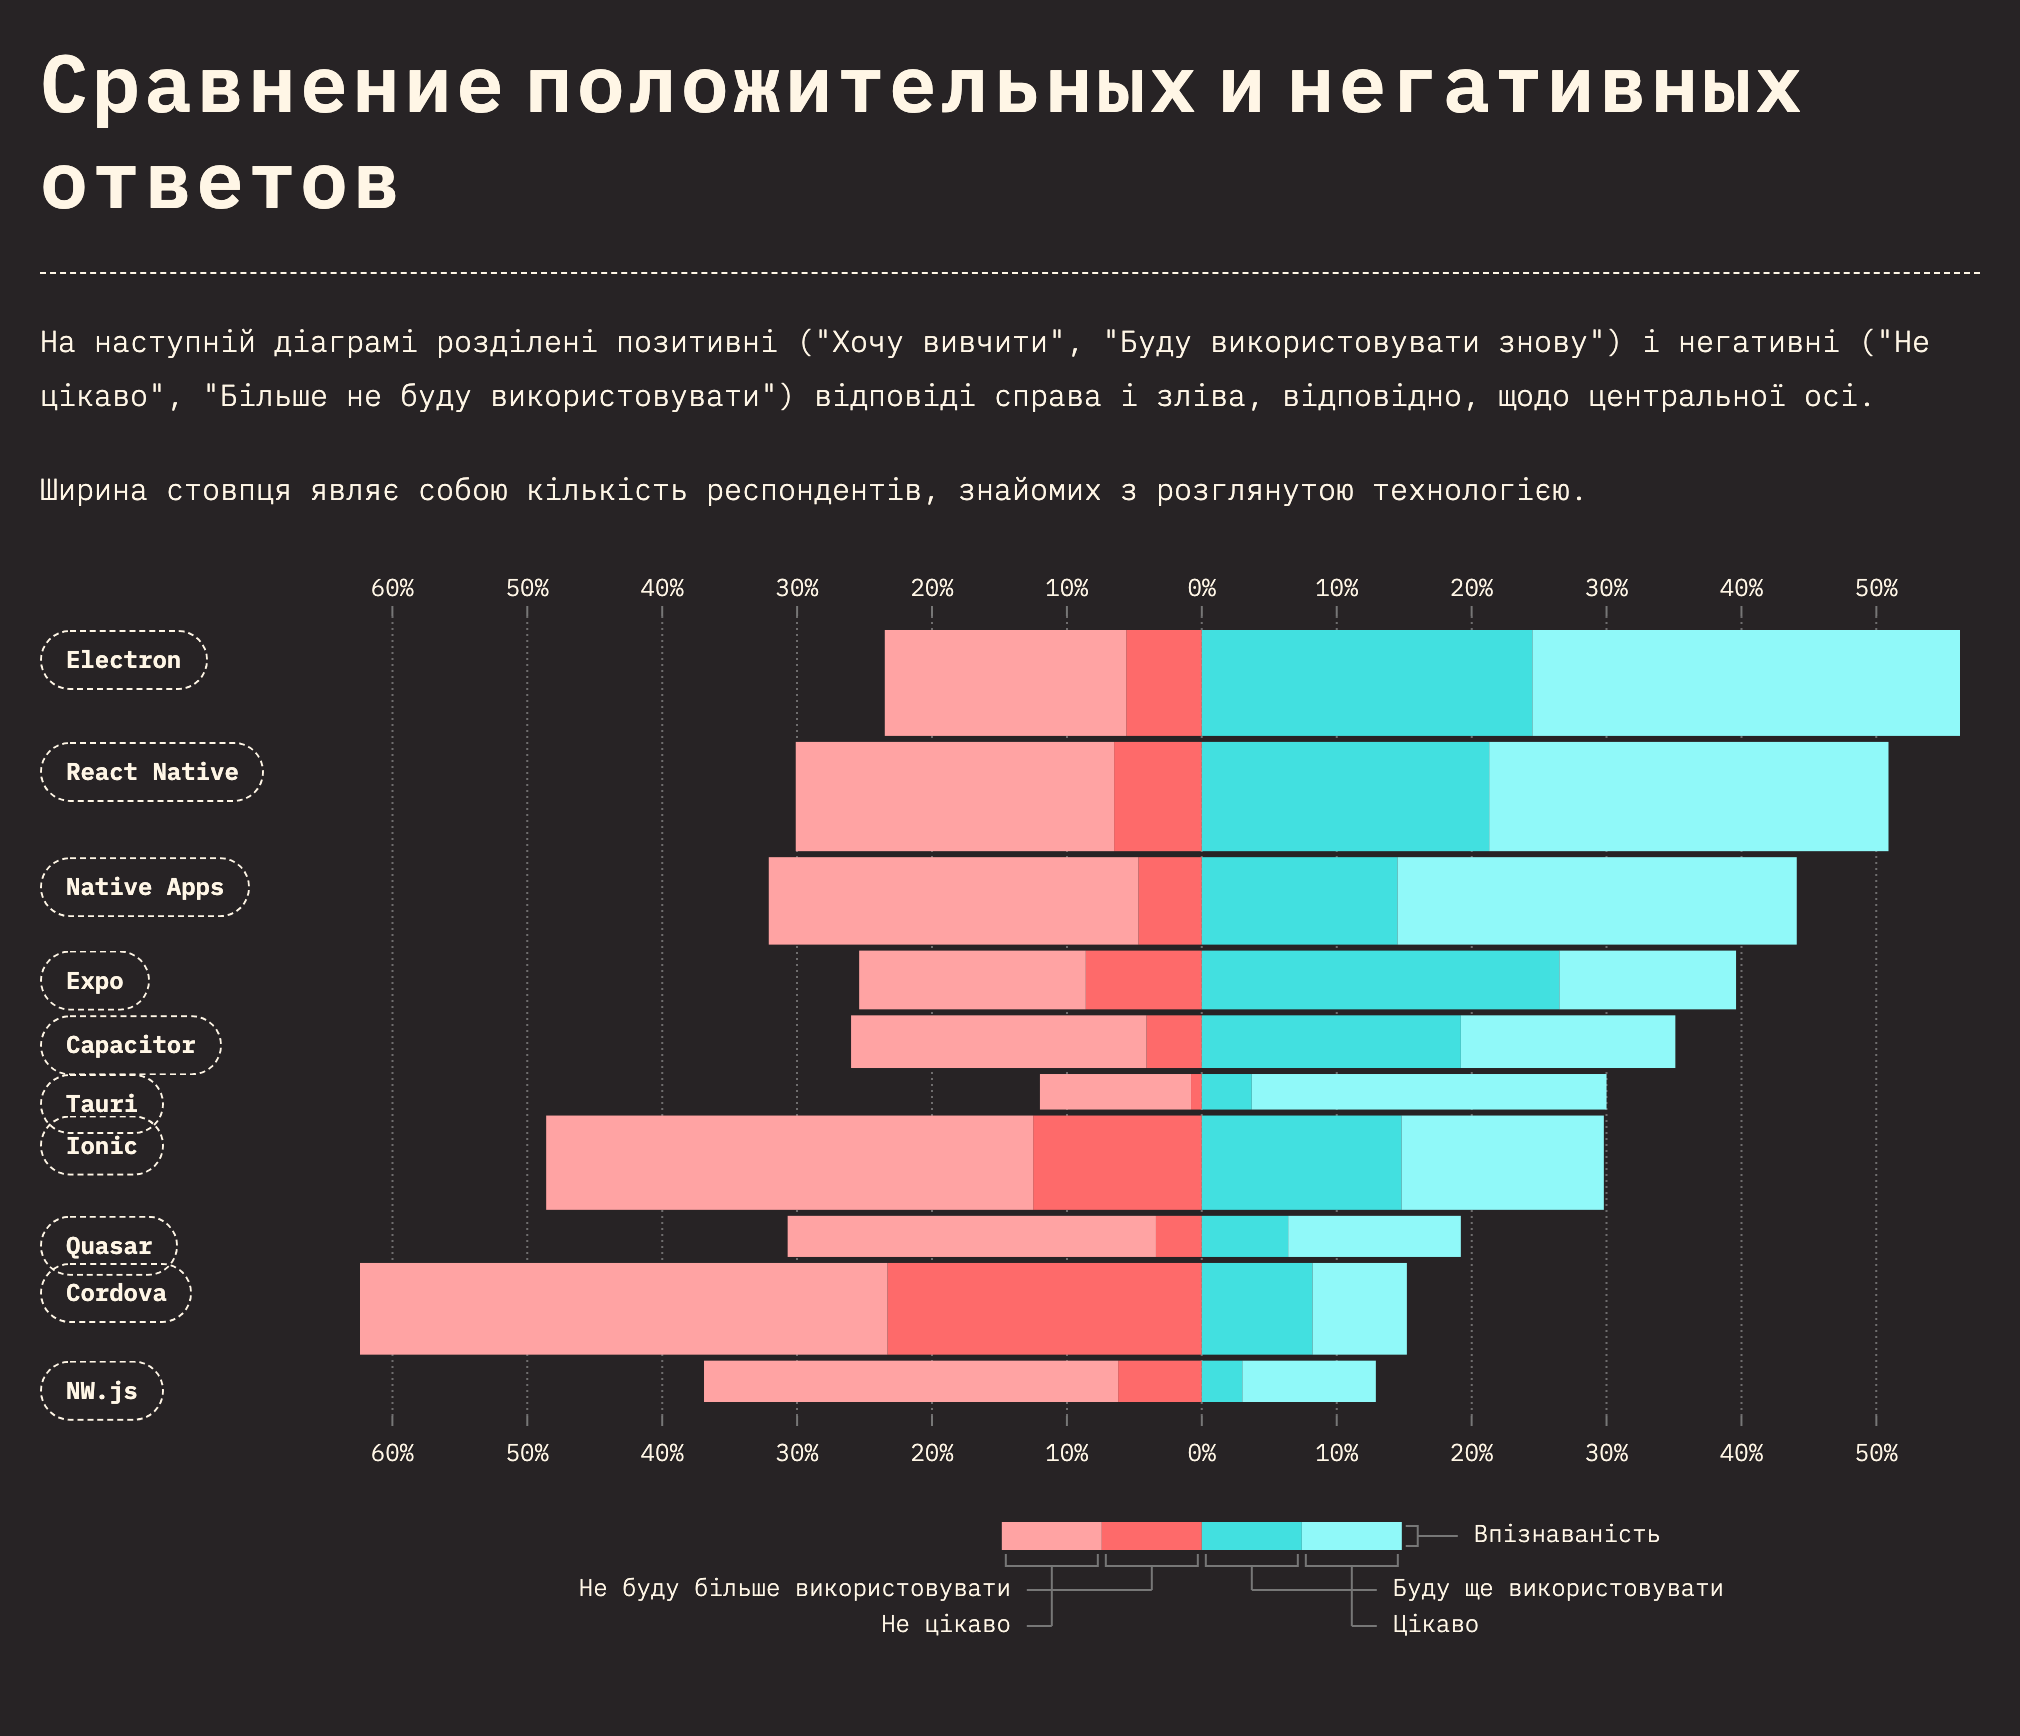 Сравнение положительных и негативных
ответов
На наступній діаграмі розділені позитивні ("Хочу вивчити", "Буду використовувати знову") і негативні ("Не
цікаво", "Більше не буду використовувати") відповіді справа і зліва, відповідно, щодо центральної осі.
Ширина стовпця являє собою кількість респондентів, знайомих з розглянутою технологією.
60% 50% 40% 30% 20% 10% 0% 10% 20% 30% 40% 50%
Electron
React Native
Native Apps
Expo
Capacitor
Tauri
Ionic
Quasar
Cordova
NW.js
60% 50% 40% 30% 20% 10% 0% 10% 20% 30% 40% 50%
Впізнаваність
Не буду більше використовувати Буду ще використовувати
Не цікаво Цікаво